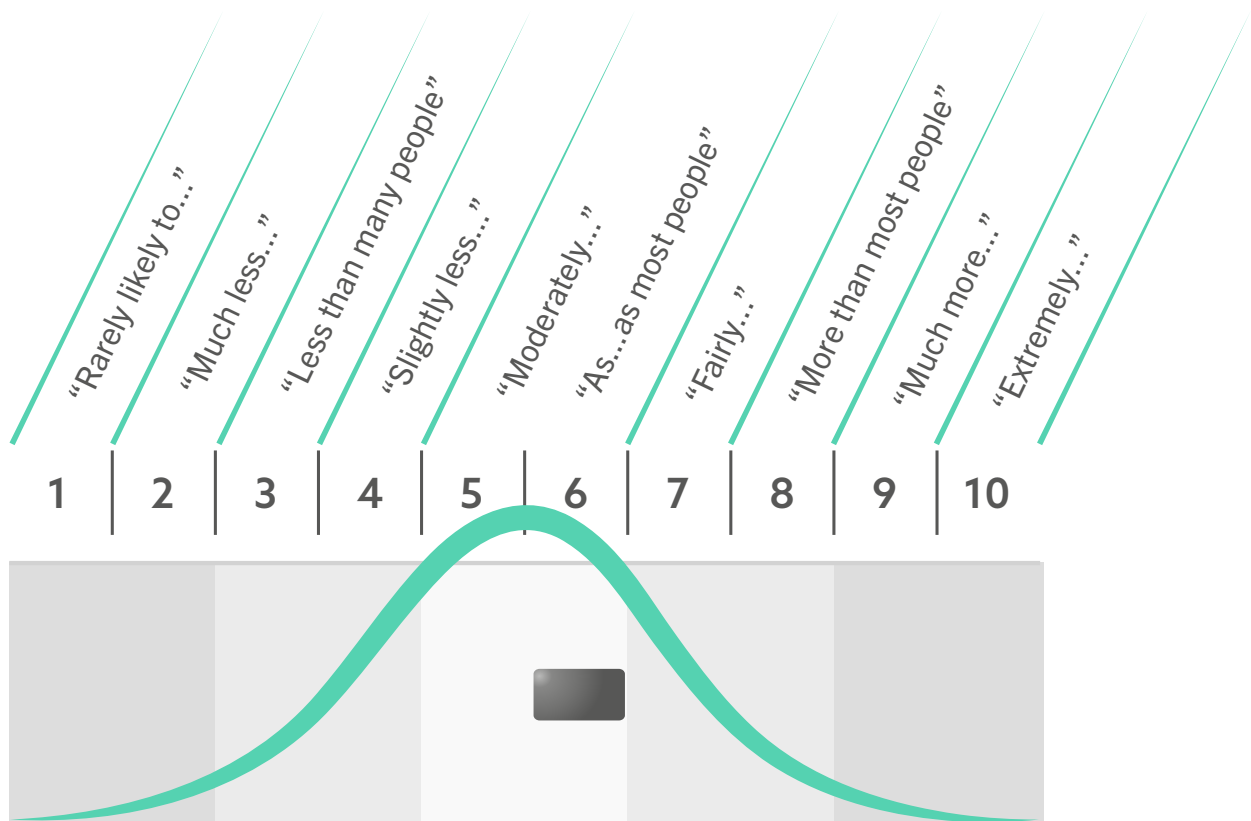 “Rarely likely to...”
“Much less...”
“Less than many people”
“Slightly less...”
“Moderately...”
“As...as most people”
“Fairly...”
“More than most people”
“Much more...”
“Extremely...”
1 2 3 4 5 6 7 8 9 10